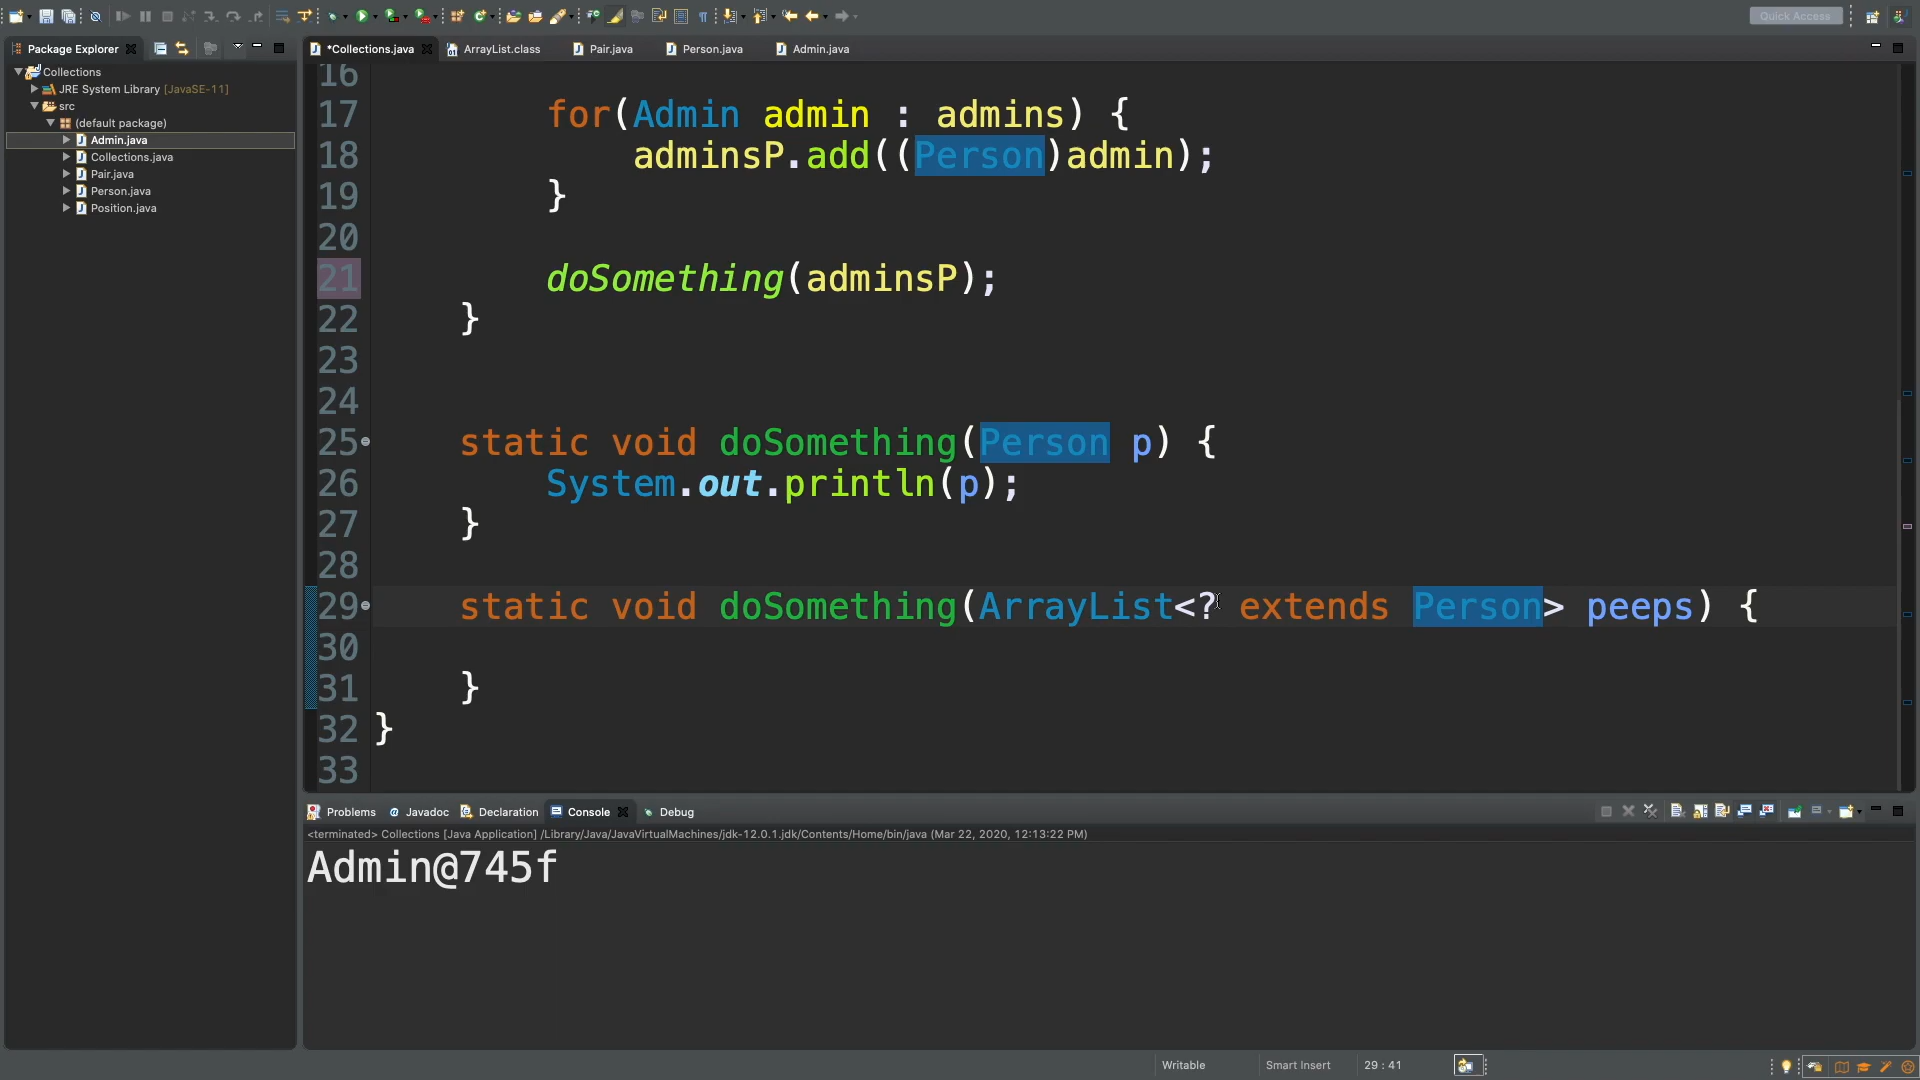 Quick Access
Package Explorer
*Collections.java
ArrayList.class
Pair.java
Person.java
Admin.java
Collections
JRE System Library [JavaSE-11]
src
(default package)
Admin.java
Collections.java
Pair.java
Person.java
Position.java
16
17 for(Admin admin : admins) {
18 adminsP.add((Person)admin);
19 }
20
21 doSomething(adminsP);
22 }
23
24
25 static void doSomething(Person p) {
26 System.out.println(p);
27 }
28
29 static void doSomething(ArrayList<? extends Person> peeps) {
30
31 }
32 }
33
Problems
Javadoc
Declaration
Console
Debug
<terminated> Collections [Java Application] /Library/Java/JavaVirtualMachines/jdk-12.0.1.jdk/Contents/Home/bin/java (Mar 22, 2020, 12:13:22 PM)
Admin@745f
Writable
Smart Insert
29 : 41